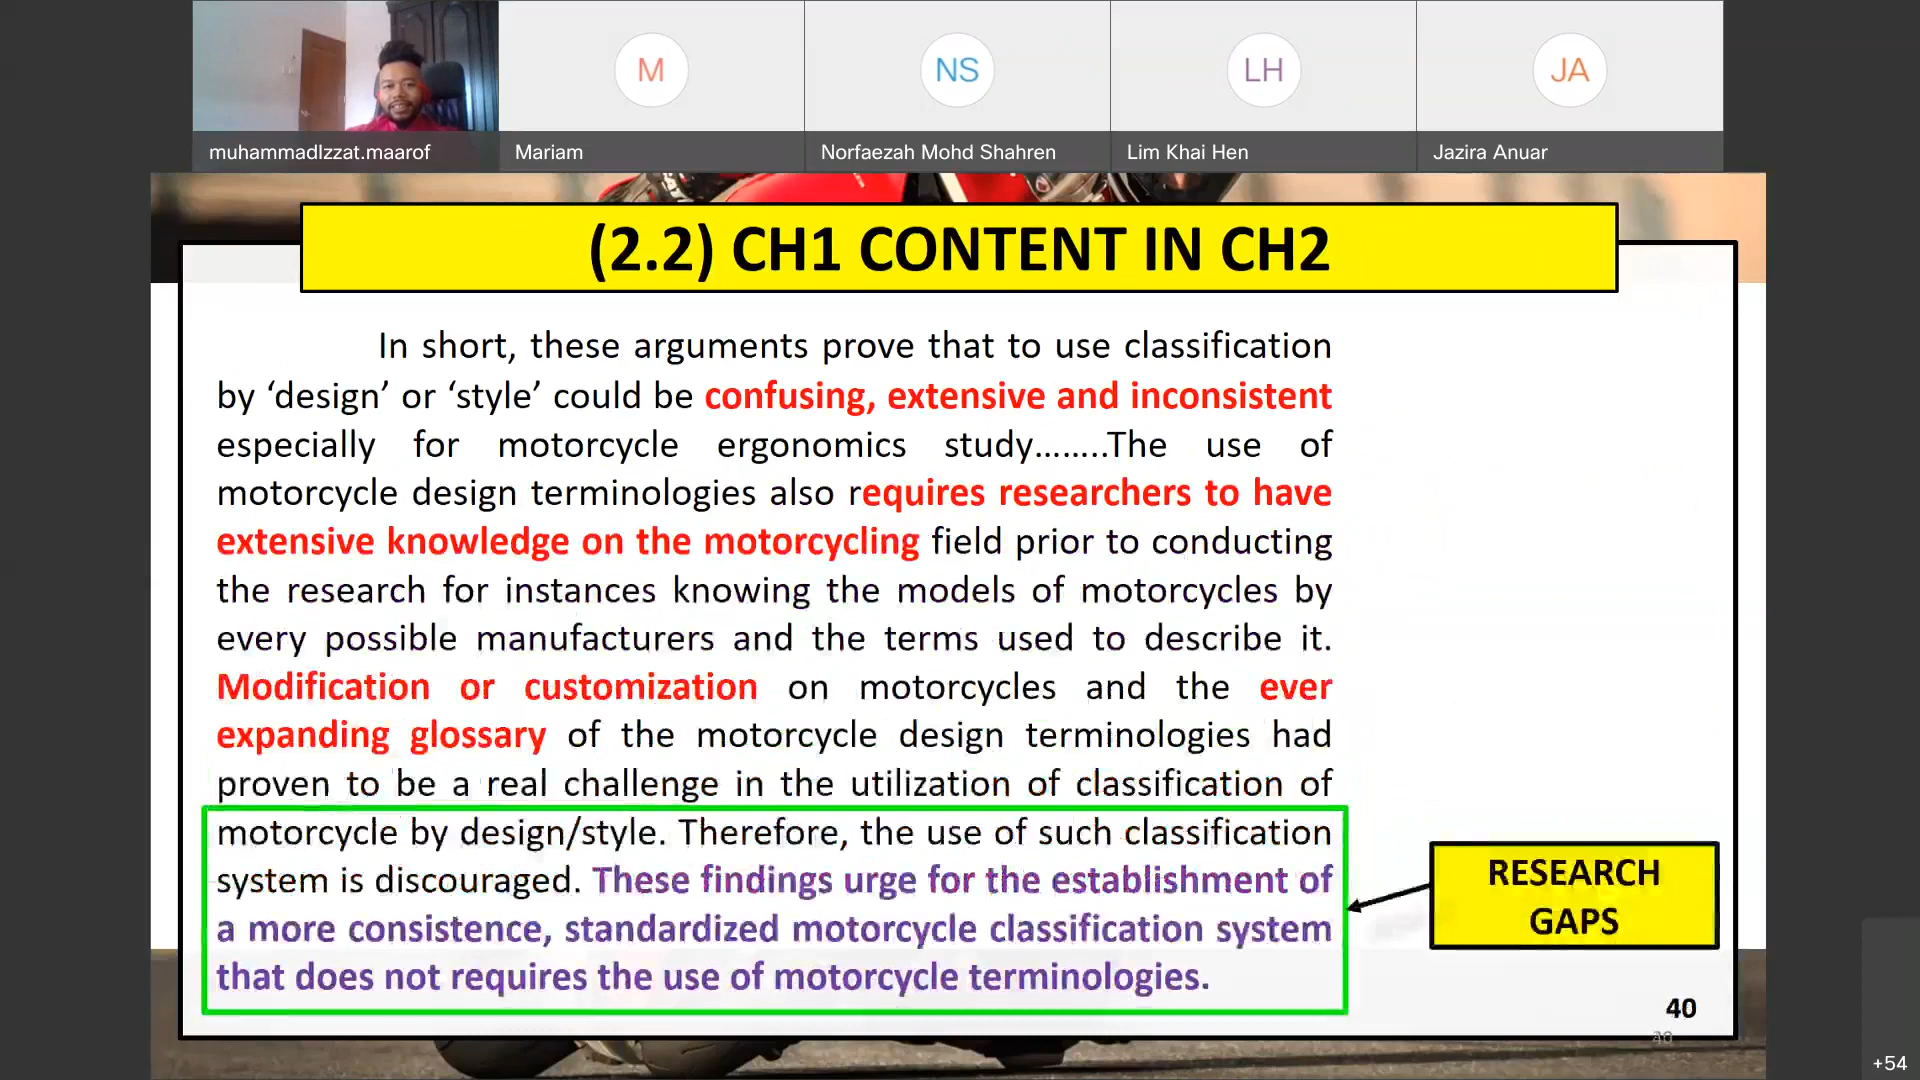 M
NS
LH
JA
muhammadIzzat.maarof
Mariam
Norfaezah Mohd Shahren
Lim Khai Hen
Jazira Anuar
(2.2) CH1 CONTENT IN CH2
In short, these arguments prove that to use classification
by ‘design’ or ‘style’ could be confusing, extensive and inconsistent
especially for motorcycle ergonomics study........The use of
motorcycle design terminologies also requires researchers to have
extensive knowledge on the motorcycling field prior to conducting
the research for instances knowing the models of motorcycles by
every possible manufacturers and the terms used to describe it.
Modification or customization on motorcycles and the ever
expanding glossary of the motorcycle design terminologies had
proven to be a real challenge in the utilization of classification of
motorcycle by design/style. Therefore, the use of such classification
system is discouraged. These findings urge for the establishment of
a more consistence, standardized motorcycle classification system
that does not requires the use of motorcycle terminologies.
RESEARCH
GAPS
40
+54